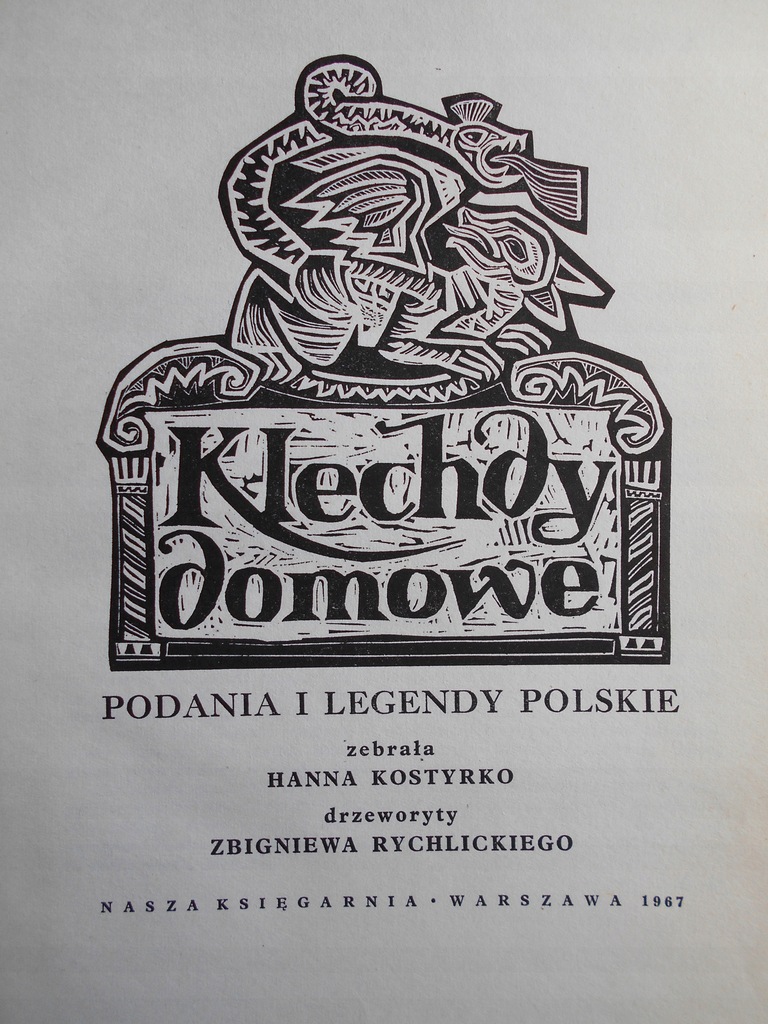 Klechdy
domowe
PODANIA I LEGENDY POLSKIE
zebrała
HANNA KOSTYRKO
drzeworyty
ZBIGNIEWA RYCHLICKIEGO
NASZA KSIĘGARNIA • WARSZAWA 1967